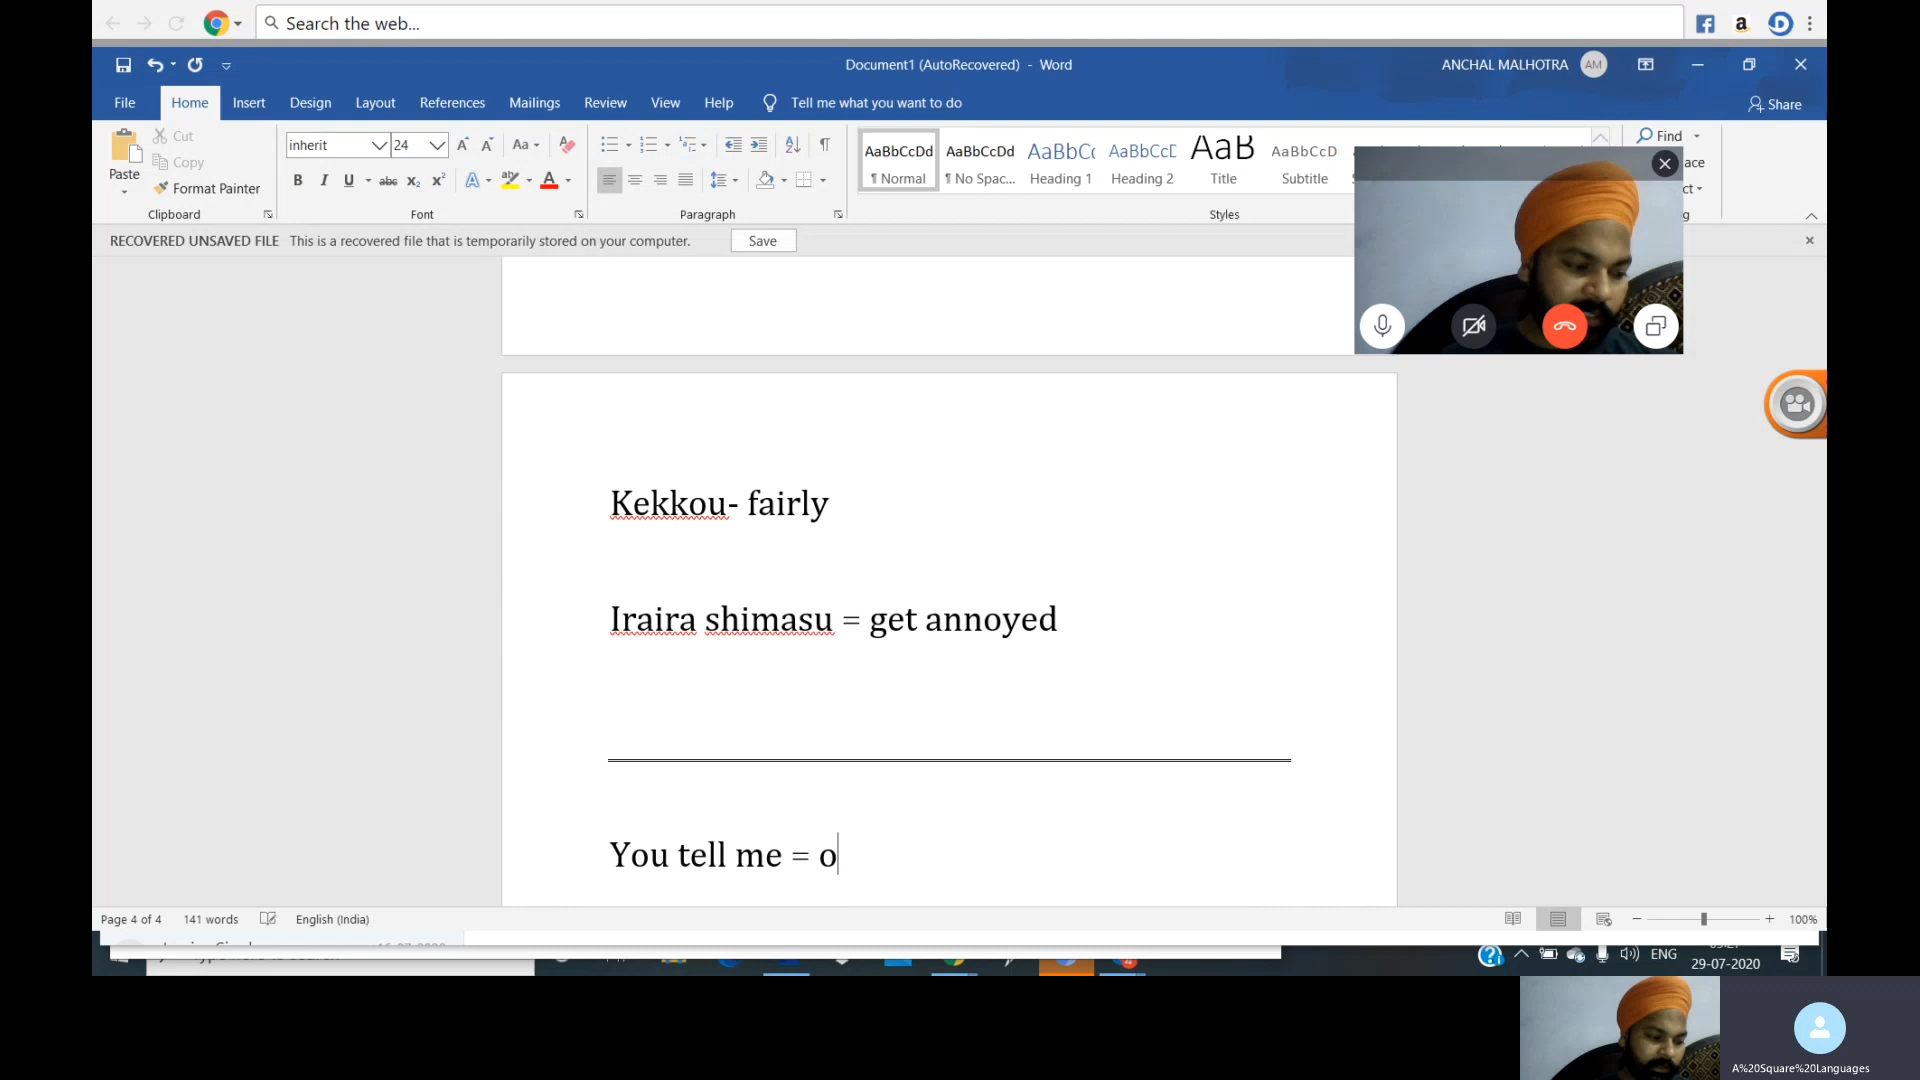 Search the web...
Document1 (AutoRecovered) - Word
ANCHAL MALHOTRA AM
File Home Insert Design Layout References Mailings Review View Help Tell me what you want to do Share
Cut
Copy
Paste
Format Painter
Clipboard
inherit 24
Font
Paragraph
AaBbCcDd AaBbCcDd AaBbCc AaBbCcD AaB AaBbCcD
¶ Normal ¶ No Spac... Heading 1 Heading 2 Title Subtitle
Styles
Find
RECOVERED UNSAVED FILE This is a recovered file that is temporarily stored on your computer. Save
Kekkou- fairly
Iraira shimasu = get annoyed
You tell me = o
Page 4 of 4 141 words English (India) 100%
ENG
29-07-2020
A%20Square%20Languages